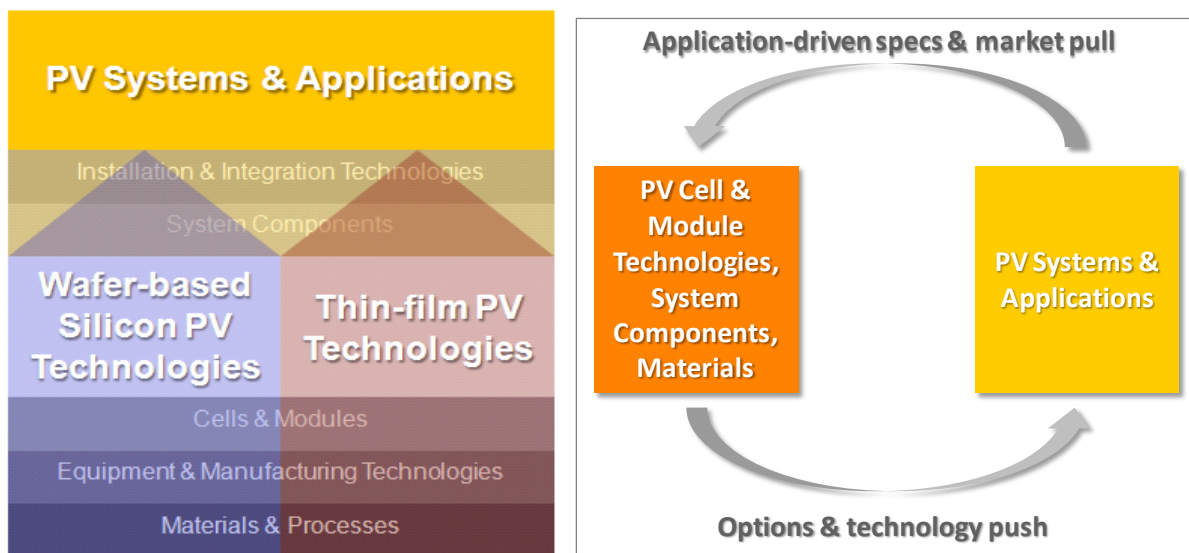 PV Systems & Applications
Installation & Integration Technologies
System Components
Wafer-based
Silicon PV
Technologies
Thin-film PV
Technologies
Cells & Modules
Equipment & Manufacturing Technologies
Materials & Processes
Application-driven specs & market pull
PV Cell &
Module
Technologies,
System
Components,
Materials
PV Systems &
Applications
Options & technology push